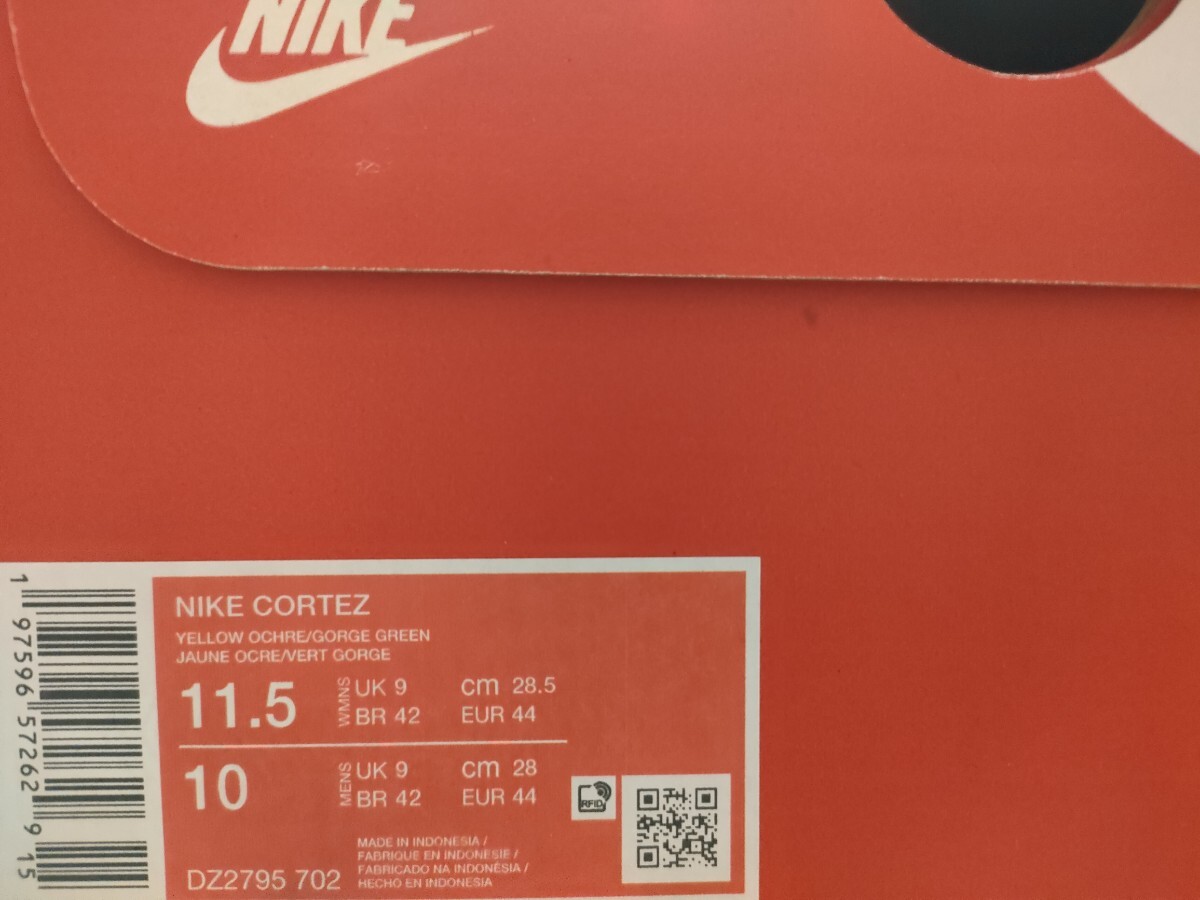 NIKE
NIKE CORTEZ
YELLOW OCHRE/GORGE GREEN
JAUNE OCRE/VERT GORGE
11.5 WMNS UK 9 cm 28.5
BR 42 EUR 44
10 MENS UK 9 cm 28
BR 42 EUR 44
RFID
DZ2795 702
MADE IN INDONESIA /
FABRIQUE EN INDONESIE /
FABRICADO NA INDONÉSIA /
HECHO EN INDONESIA
1 97596 57262 9 15